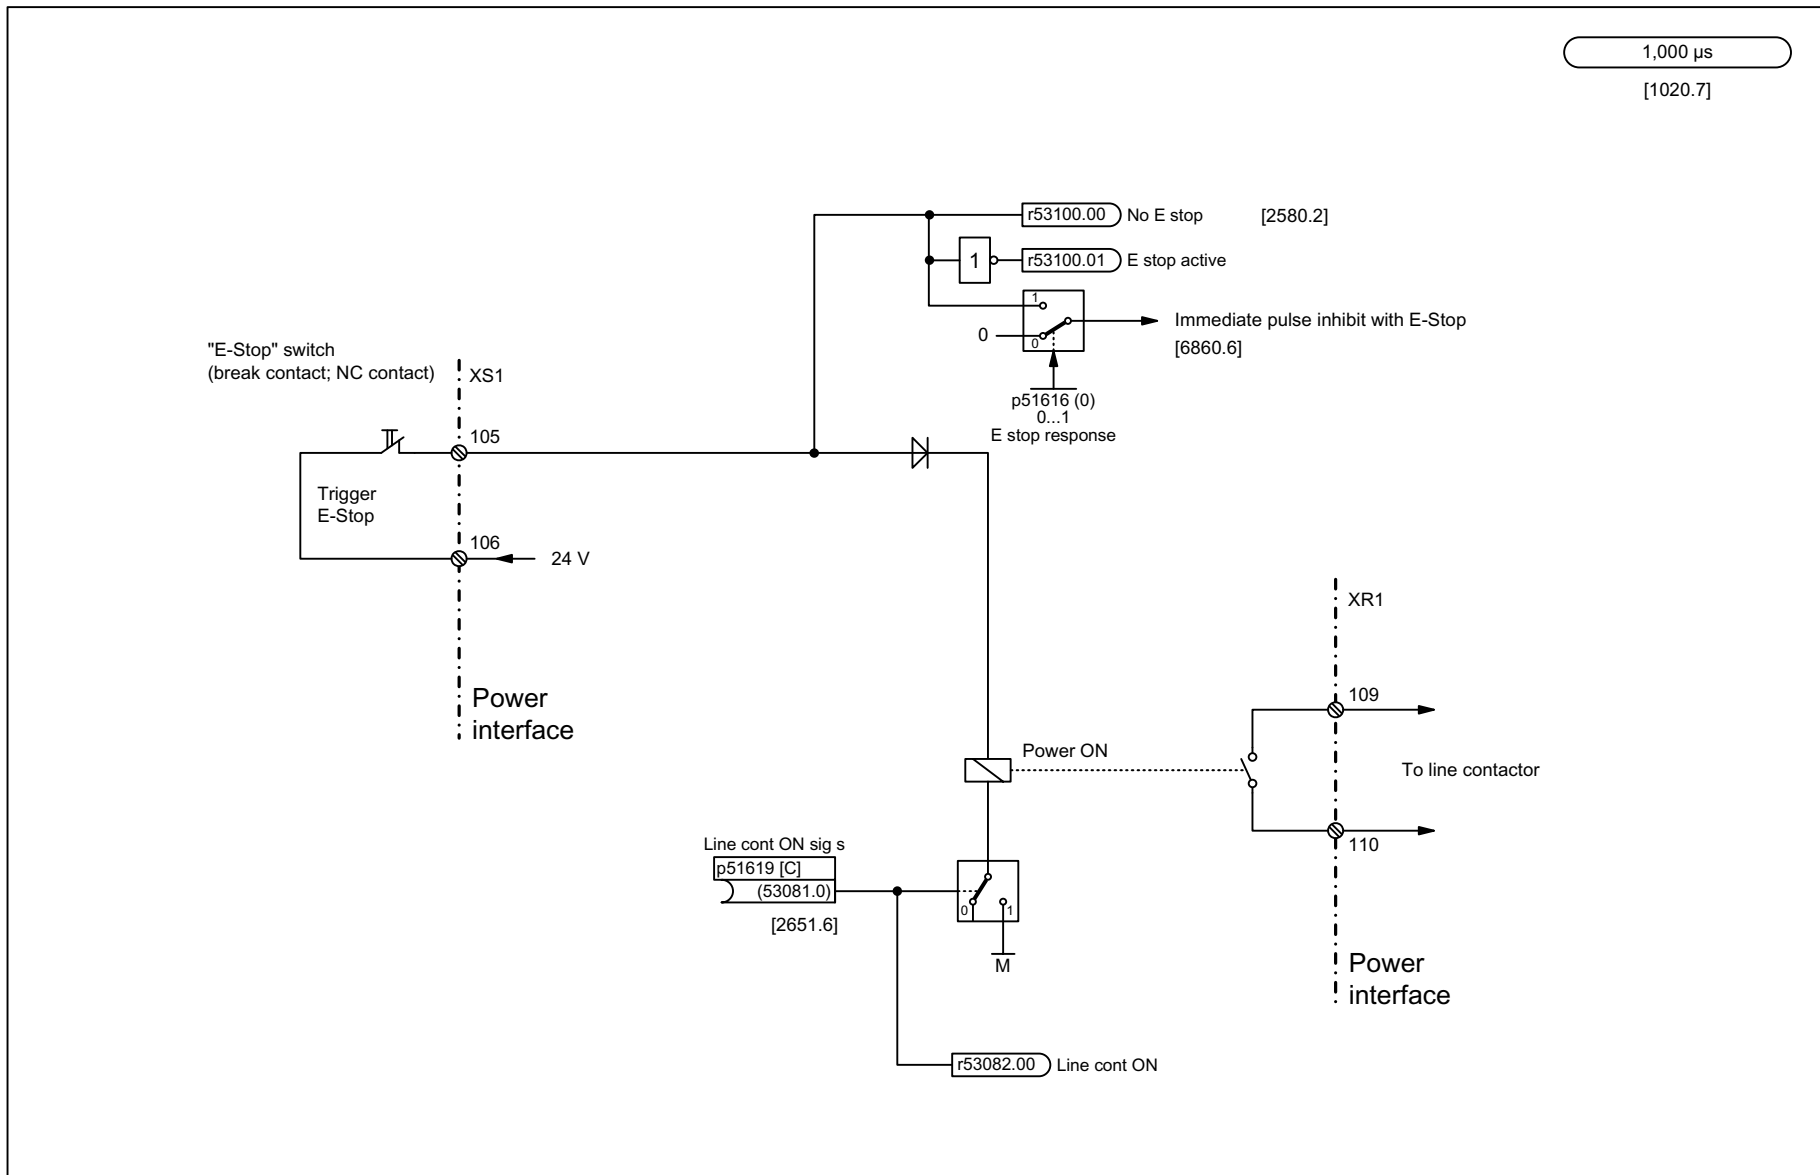 1,000 µs
[1020.7]
r53100.00 No E stop [2580.2]
1 r53100.01 E stop active
1
0
0
Immediate pulse inhibit with E-Stop
[6860.6]
p51616 (0)
0...1
E stop response
"E-Stop" switch
(break contact; NC contact)
XS1
105
Trigger
E-Stop
106
24 V
Power
interface
XR1
109
Power ON
To line contactor
110
Line cont ON sig s
p51619 [C]
(53081.0)
[2651.6]
0 1
M
Power
interface
r53082.00 Line cont ON